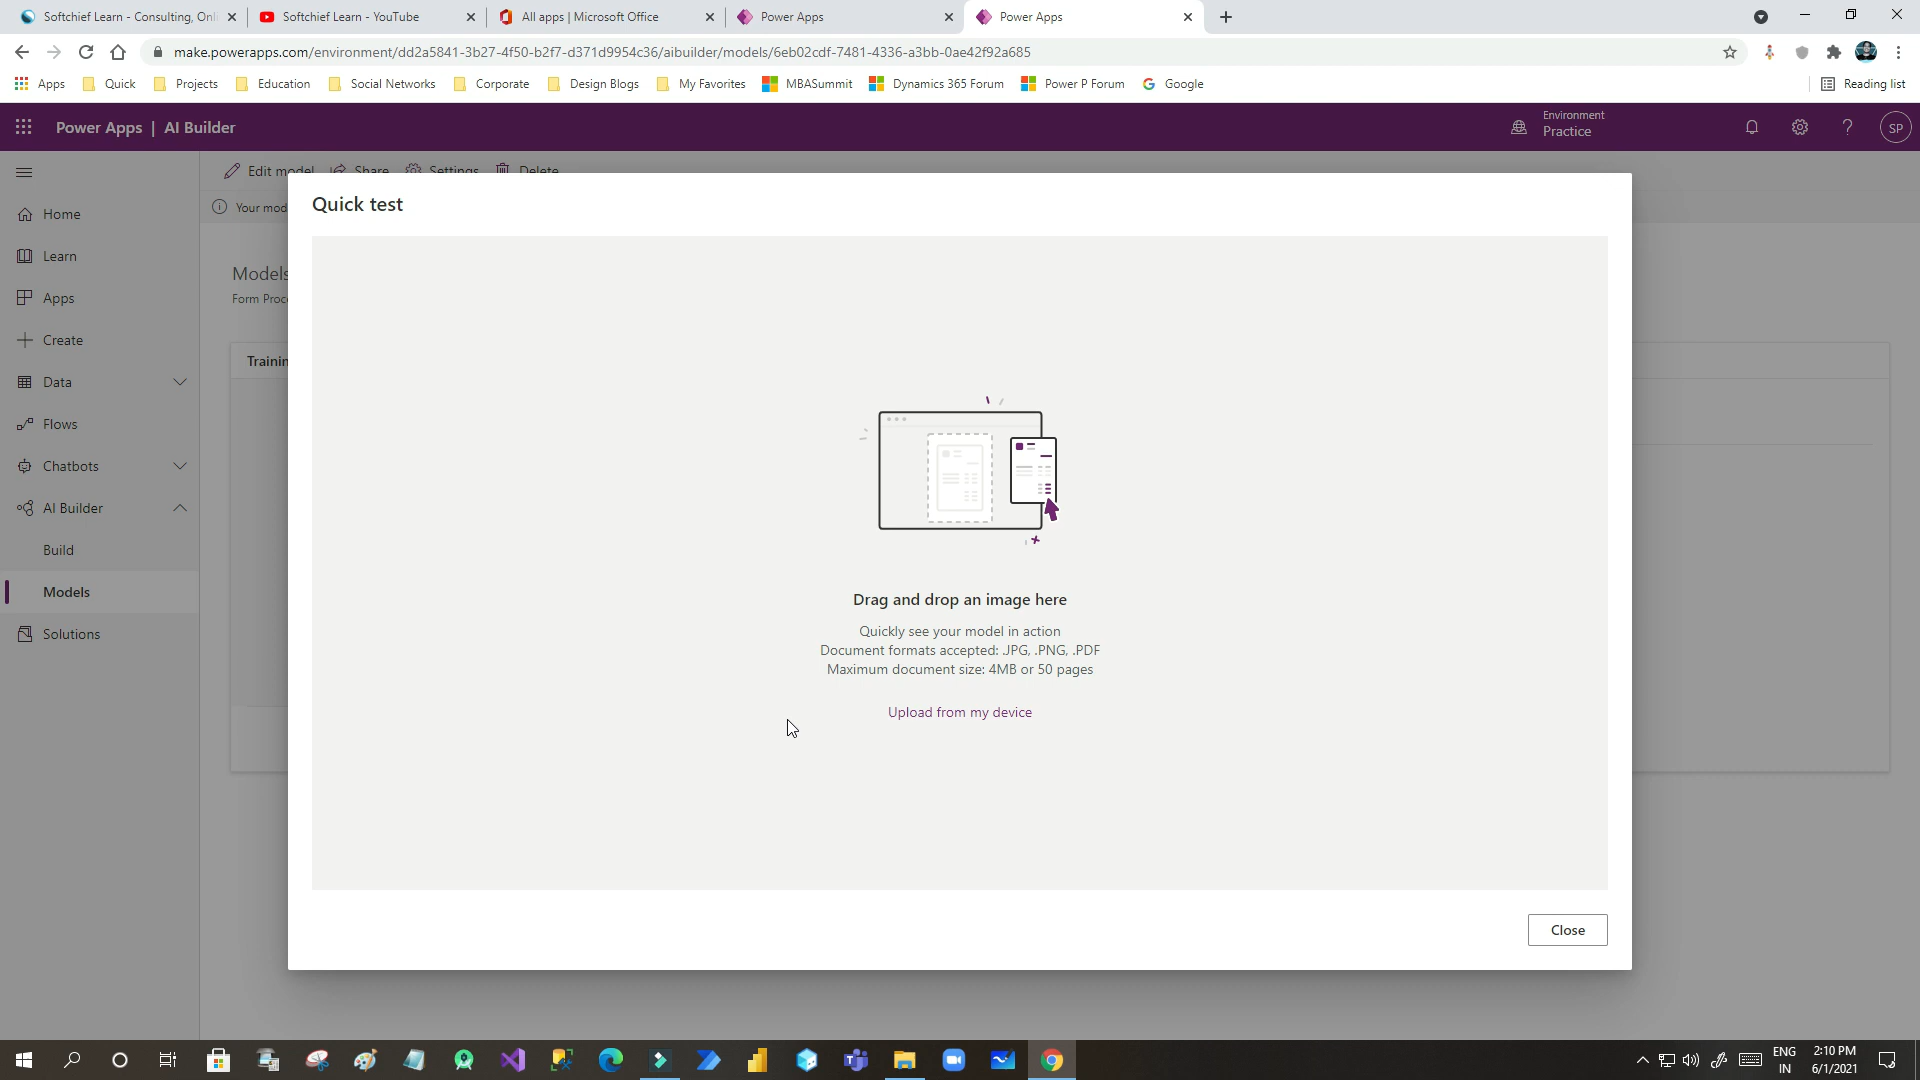 Softchief Learn - Consulting, Onli
Softchief Learn - YouTube
All apps | Microsoft Office
Power Apps
Power Apps
make.powerapps.com/environment/dd2a5841-3b27-4f50-b2f7-d371d9954c36/aibuilder/models/6eb02cdf-7481-4336-a3bb-0ae42f92a685
Apps
Quick
Projects
Education
Social Networks
Corporate
Design Blogs
My Favorites
MBASummit
Dynamics 365 Forum
Power P Forum
Google
Reading list
Power Apps | AI Builder
Environment
Practice
SP
Edit model
Share
Settings
Delete
Your mod
Home
Learn
Apps
Create
Data
Flows
Chatbots
AI Builder
Build
Models
Solutions
Models
Form Proce
Trainin
Quick test
Drag and drop an image here
Quickly see your model in action
Document formats accepted: .JPG, .PNG, .PDF
Maximum document size: 4MB or 50 pages
Upload from my device
Close
ENG
IN
2:10 PM
6/1/2021